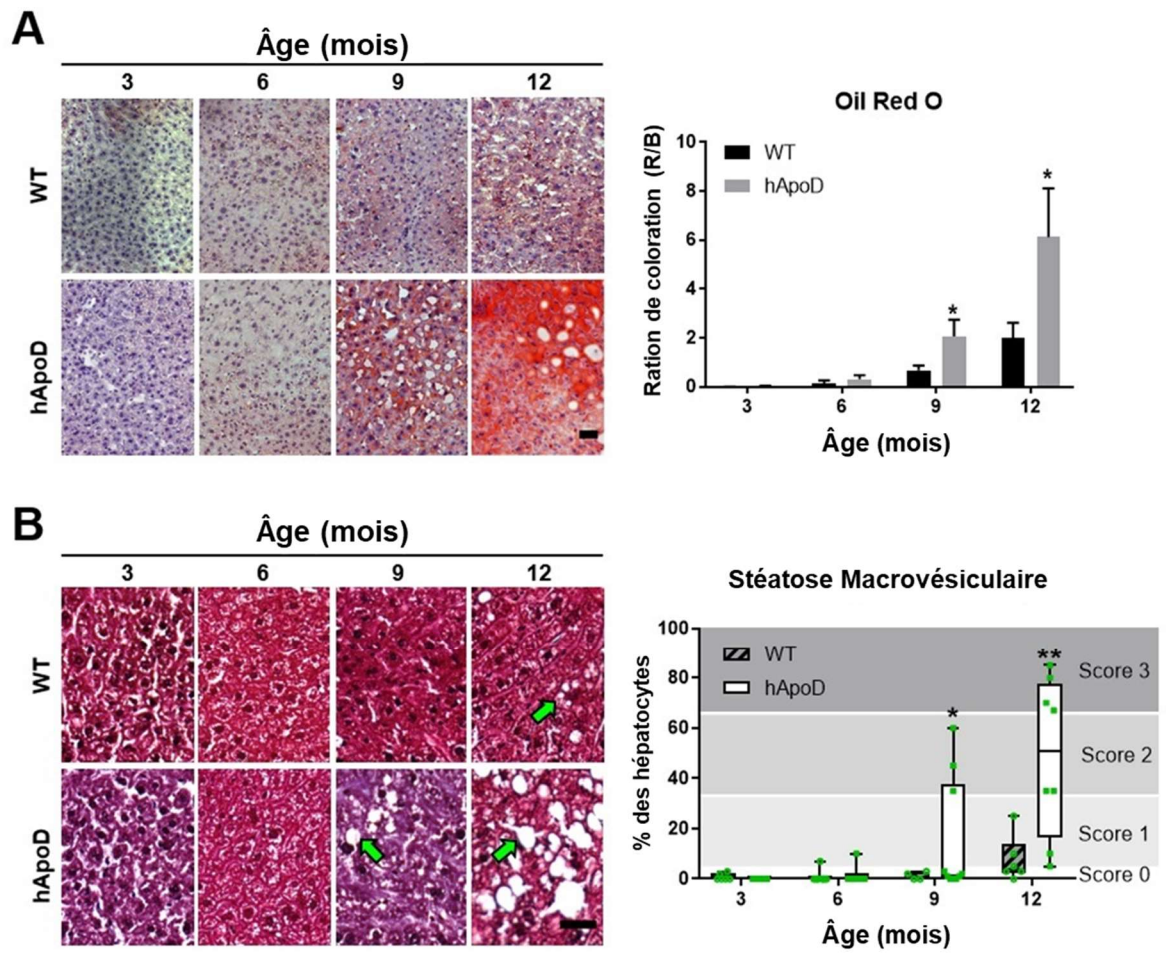 A
Âge (mois)
3 6 9 12
WT
hApoD
Oil Red O
WT
hApoD
Ration de coloration (R/B)
10
8
6
4
2
0
* *
3 6 9 12
Âge (mois)
B
Âge (mois)
3 6 9 12
WT
hApoD
Stéatose Macrovésiculaire
WT
hApoD
% des hépatocytes
100
80
60
40
20
0
* **
Score 3
Score 2
Score 1
Score 0
3 6 9 12
Âge (mois)